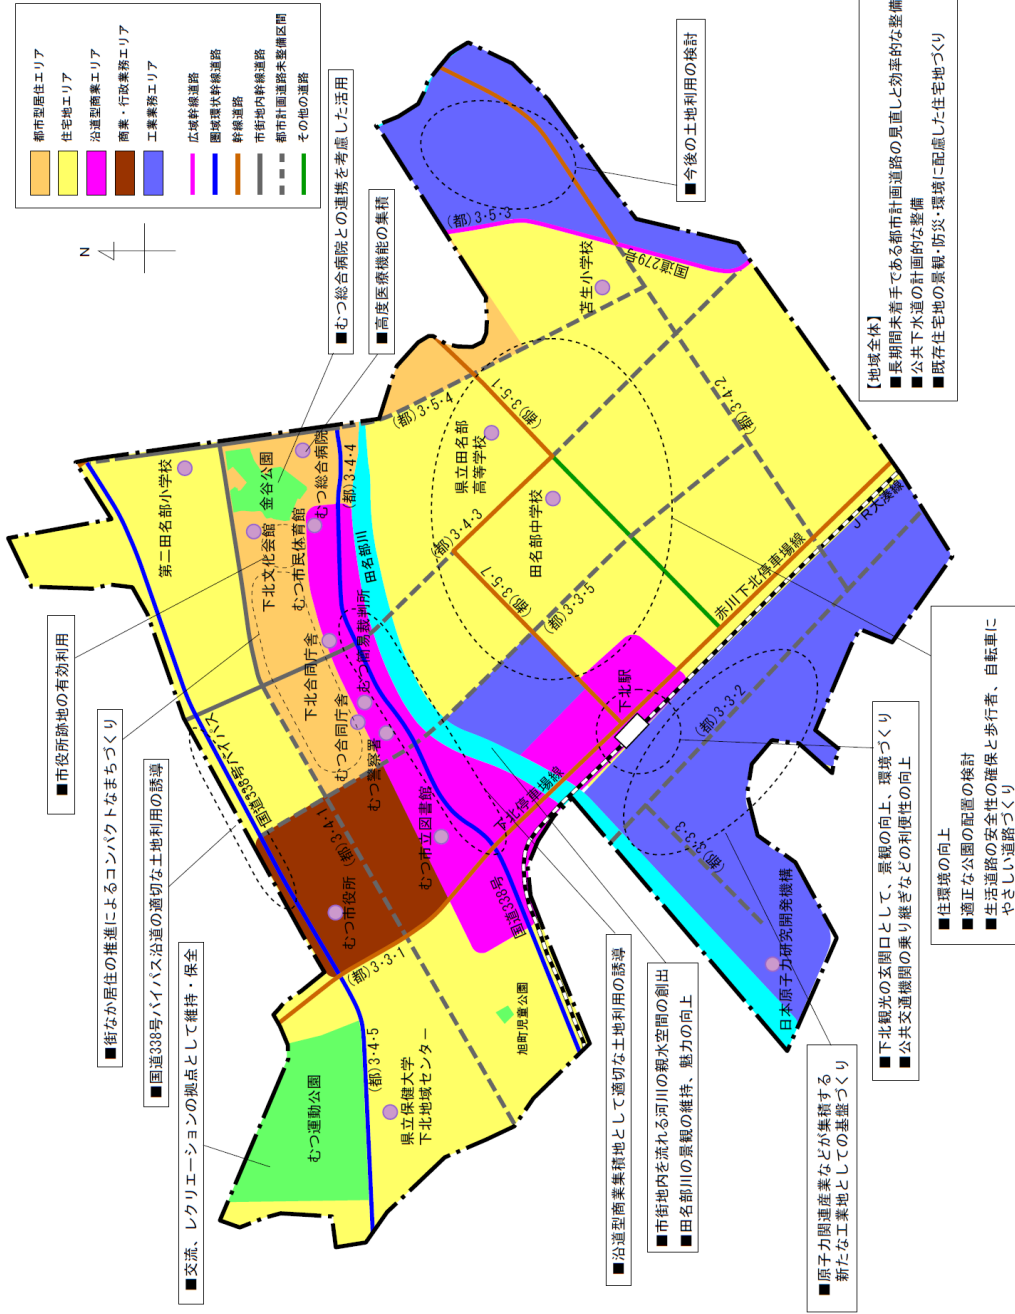 都市型居住エリア
住宅地エリア
沿道型商業エリア
商業・行政業務エリア
工業業務エリア
広域幹線道路
圏域環状幹線道路
幹線道路
市街地内幹線道路
都市計画道路未整備区間
その他の道路
N
■むつ総合病院との連携を考慮した活用
■高度医療機能の集積
■今後の土地利用の検討
【地域全体】
■長期間未着手である都市計画道路の見直しと効率的な整備
■公共下水道の計画的な整備
■既存住宅地の景観・防災・環境に配慮した住宅地づくり
■市役所跡地の有効利用
■街なか居住の推進によるコンパクトなまちづくり
■国道338号バイパス沿道の適切な土地利用の誘導
■交流、レクリエーションの拠点として維持・保全
第二田名部小学校
金谷公園
むつ総合病院
下北文化会館
むつ市民体育館
(都)3・4・4
田名部川
(都)3・5・4
(都)3・5・1
県立田名部
高等学校
(都)3・4・3
田名部中学校
(都)3・5・7
(都)3・3・5
苫生小学校
(都)3・5・3
国道279号
(都)3・4・2
JR大湊線
赤川下北停車場線
下北合同庁舎
むつ簡易裁判所
むつ合同庁舎
むつ警察署
国道338号バイパス
(都)3・4・1
むつ市役所
むつ市立図書館
下北停車場線
下北駅
(都)3・3・2
(都)3・3・3
日本原子力研究開発機構
国道338号
(都)3・3・1
(都)3・4・5
むつ運動公園
県立保健大学
下北地域センター
旭町児童公園
■沿道型商業集積地として適切な土地利用の誘導
■市街地内を流れる河川の親水空間の創出
■田名部川の景観の維持、魅力の向上
■原子力関連産業などが集積する
新たな工業地としての基盤づくり
■下北観光の玄関口として、景観の向上、環境づくり
■公共交通機関の乗り継ぎなどの利便性の向上
■住環境の向上
■適正な公園の配置の検討
■生活道路の安全性の確保と歩行者、自転車に
やさしい道路づくり